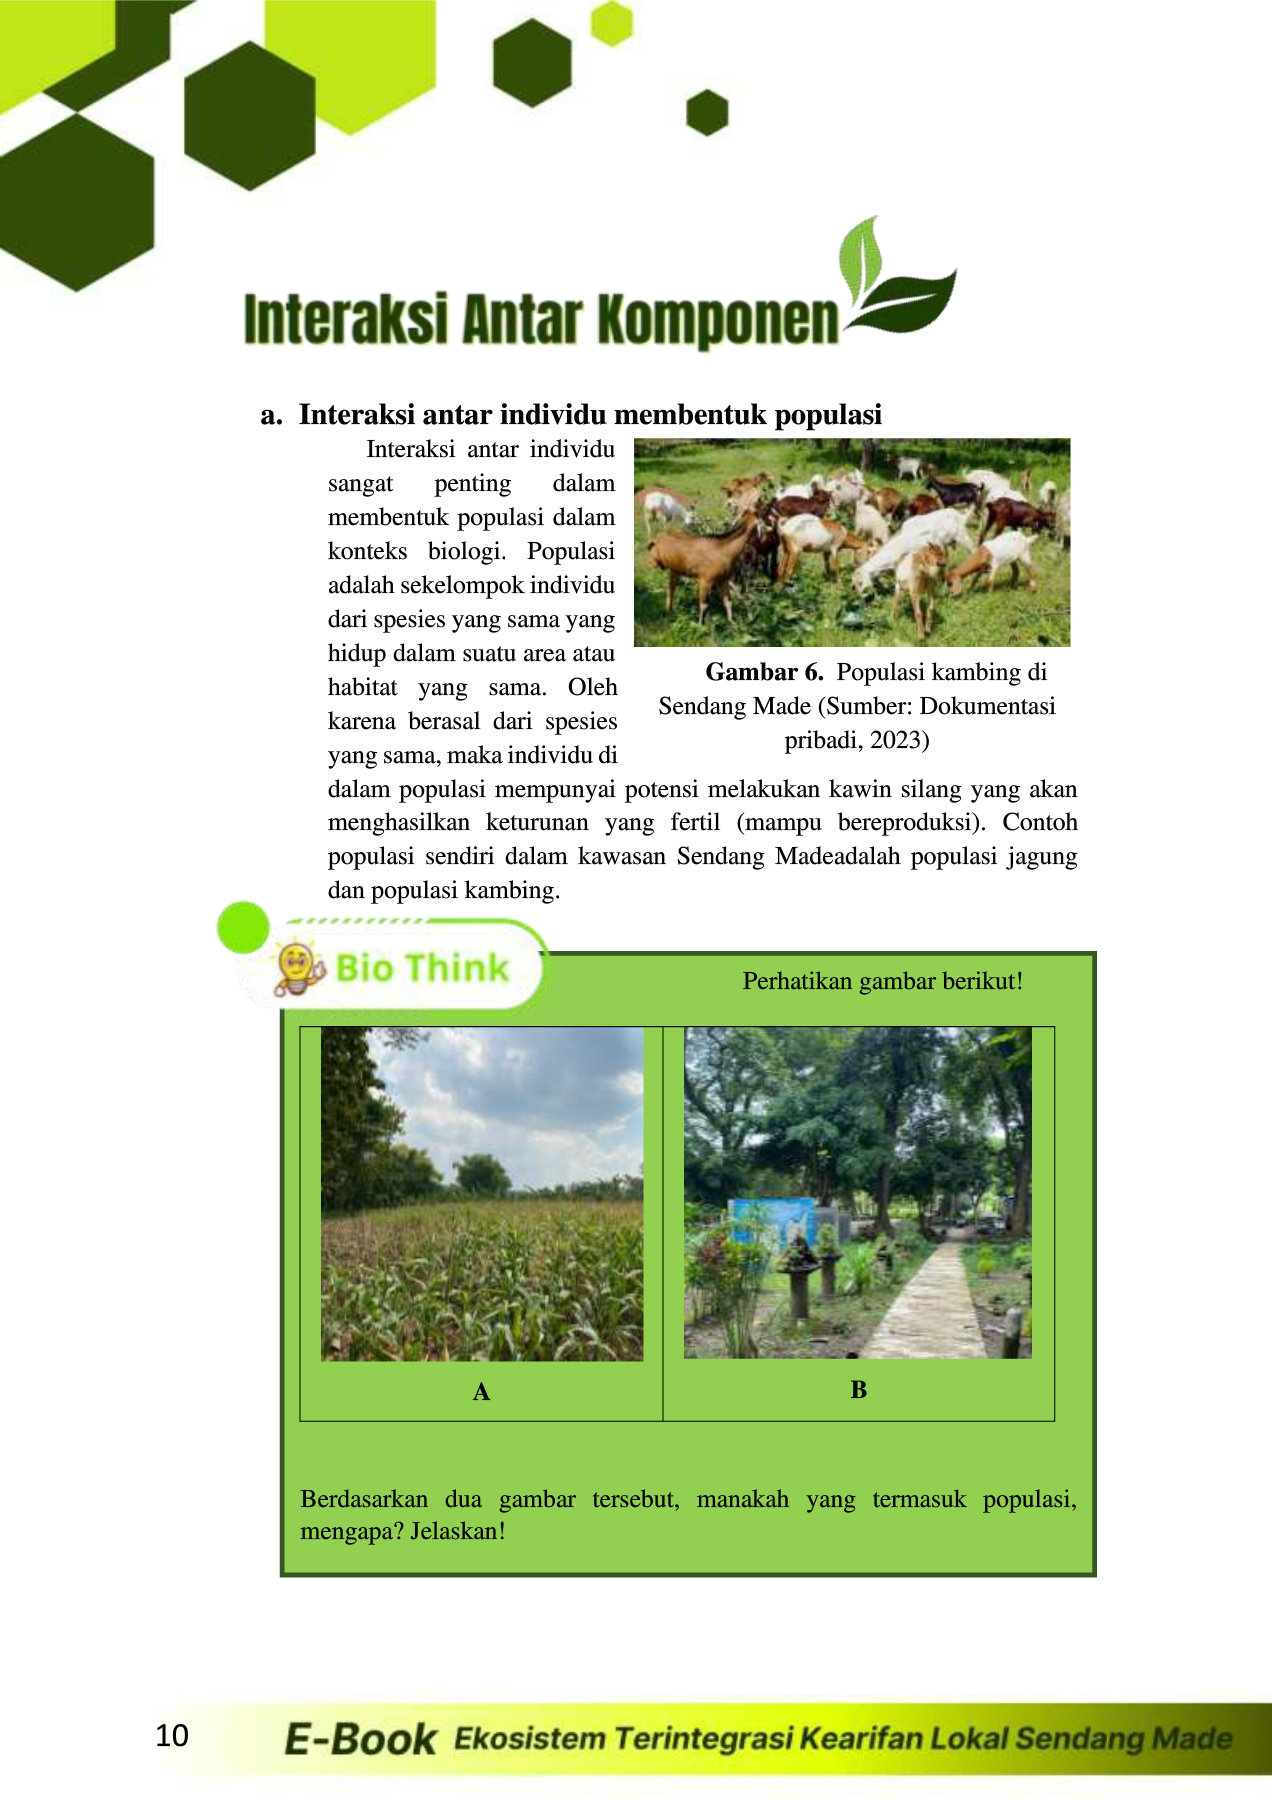 Interaksi Antar Komponen
a. Interaksi antar individu membentuk populasi
Interaksi antar individu
sangat penting dalam
membentuk populasi dalam
konteks biologi. Populasi
adalah sekelompok individu
dari spesies yang sama yang
hidup dalam suatu area atau
habitat yang sama. Oleh
karena berasal dari spesies
yang sama, maka individu di
Gambar 6. Populasi kambing di
Sendang Made (Sumber: Dokumentasi
pribadi, 2023)
dalam populasi mempunyai potensi melakukan kawin silang yang akan
menghasilkan keturunan yang fertil (mampu bereproduksi). Contoh
populasi sendiri dalam kawasan Sendang Madeadalah populasi jagung
dan populasi kambing.
Bio Think
Perhatikan gambar berikut!
A
B
Berdasarkan dua gambar tersebut, manakah yang termasuk populasi,
mengapa? Jelaskan!
10
E-Book Ekosistem Terintegrasi Kearifan Lokal Sendang Made